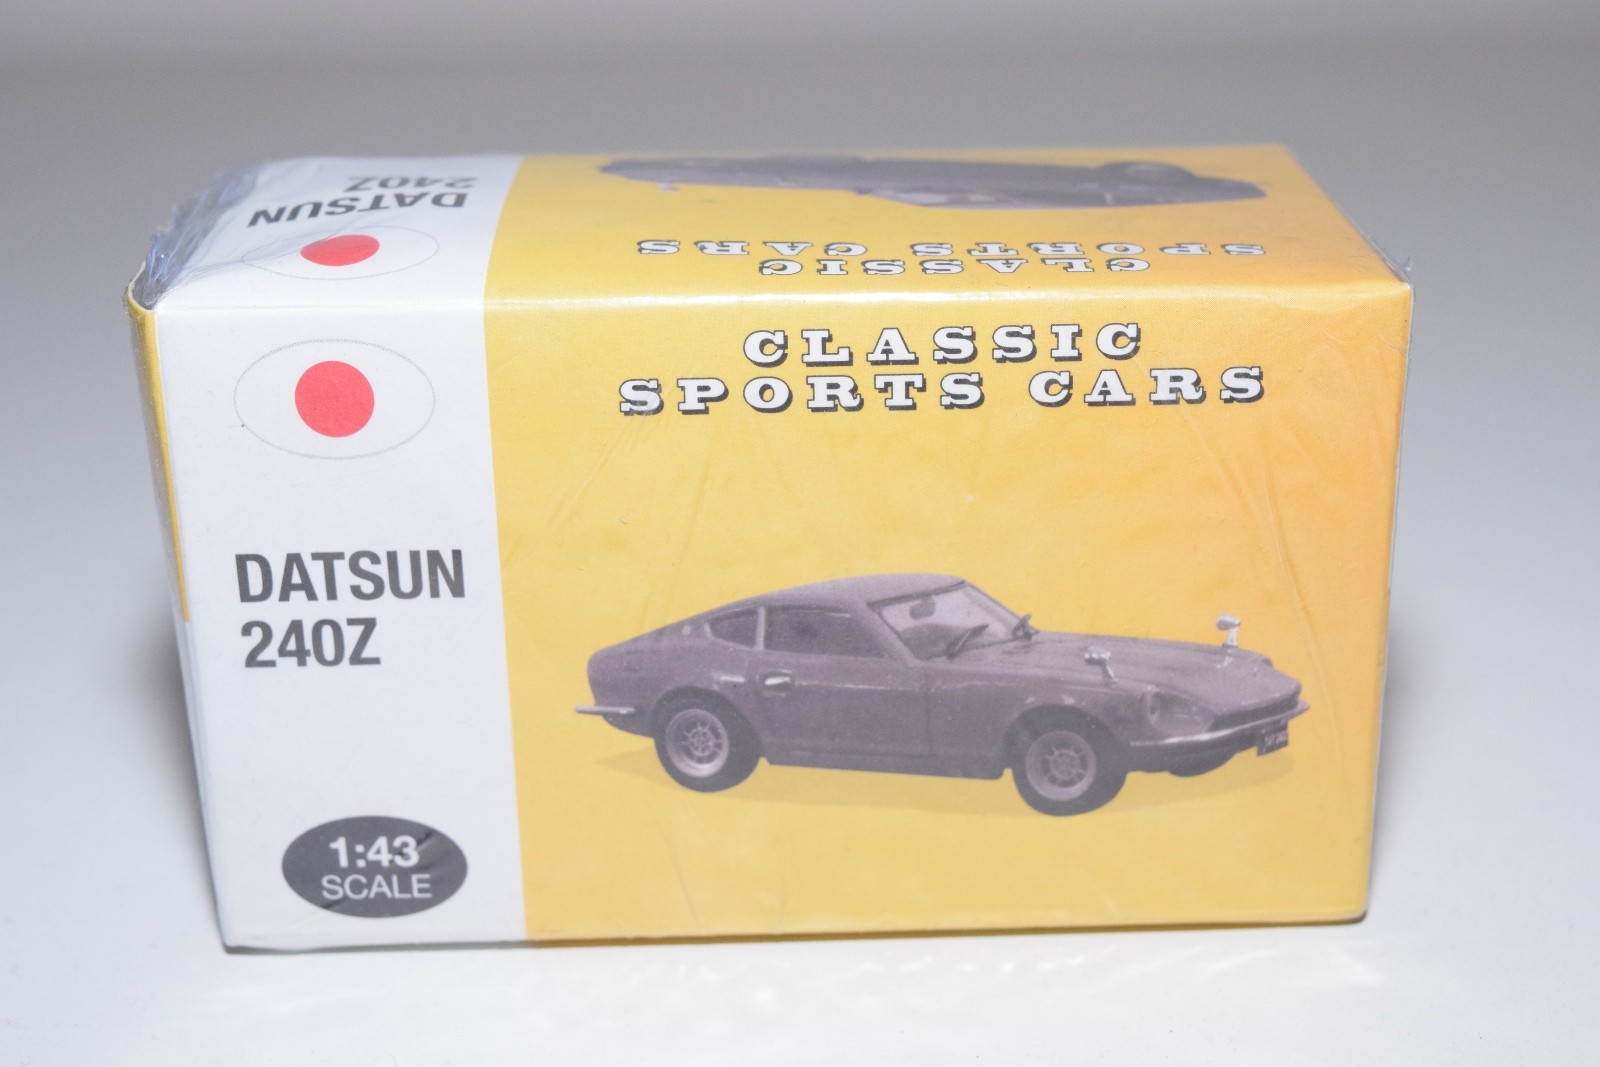 DATSUN
240Z
CLASSIC
SPORTS CARS
CLASSIC
SPORTS CARS
DATSUN
240Z
1:43
SCALE